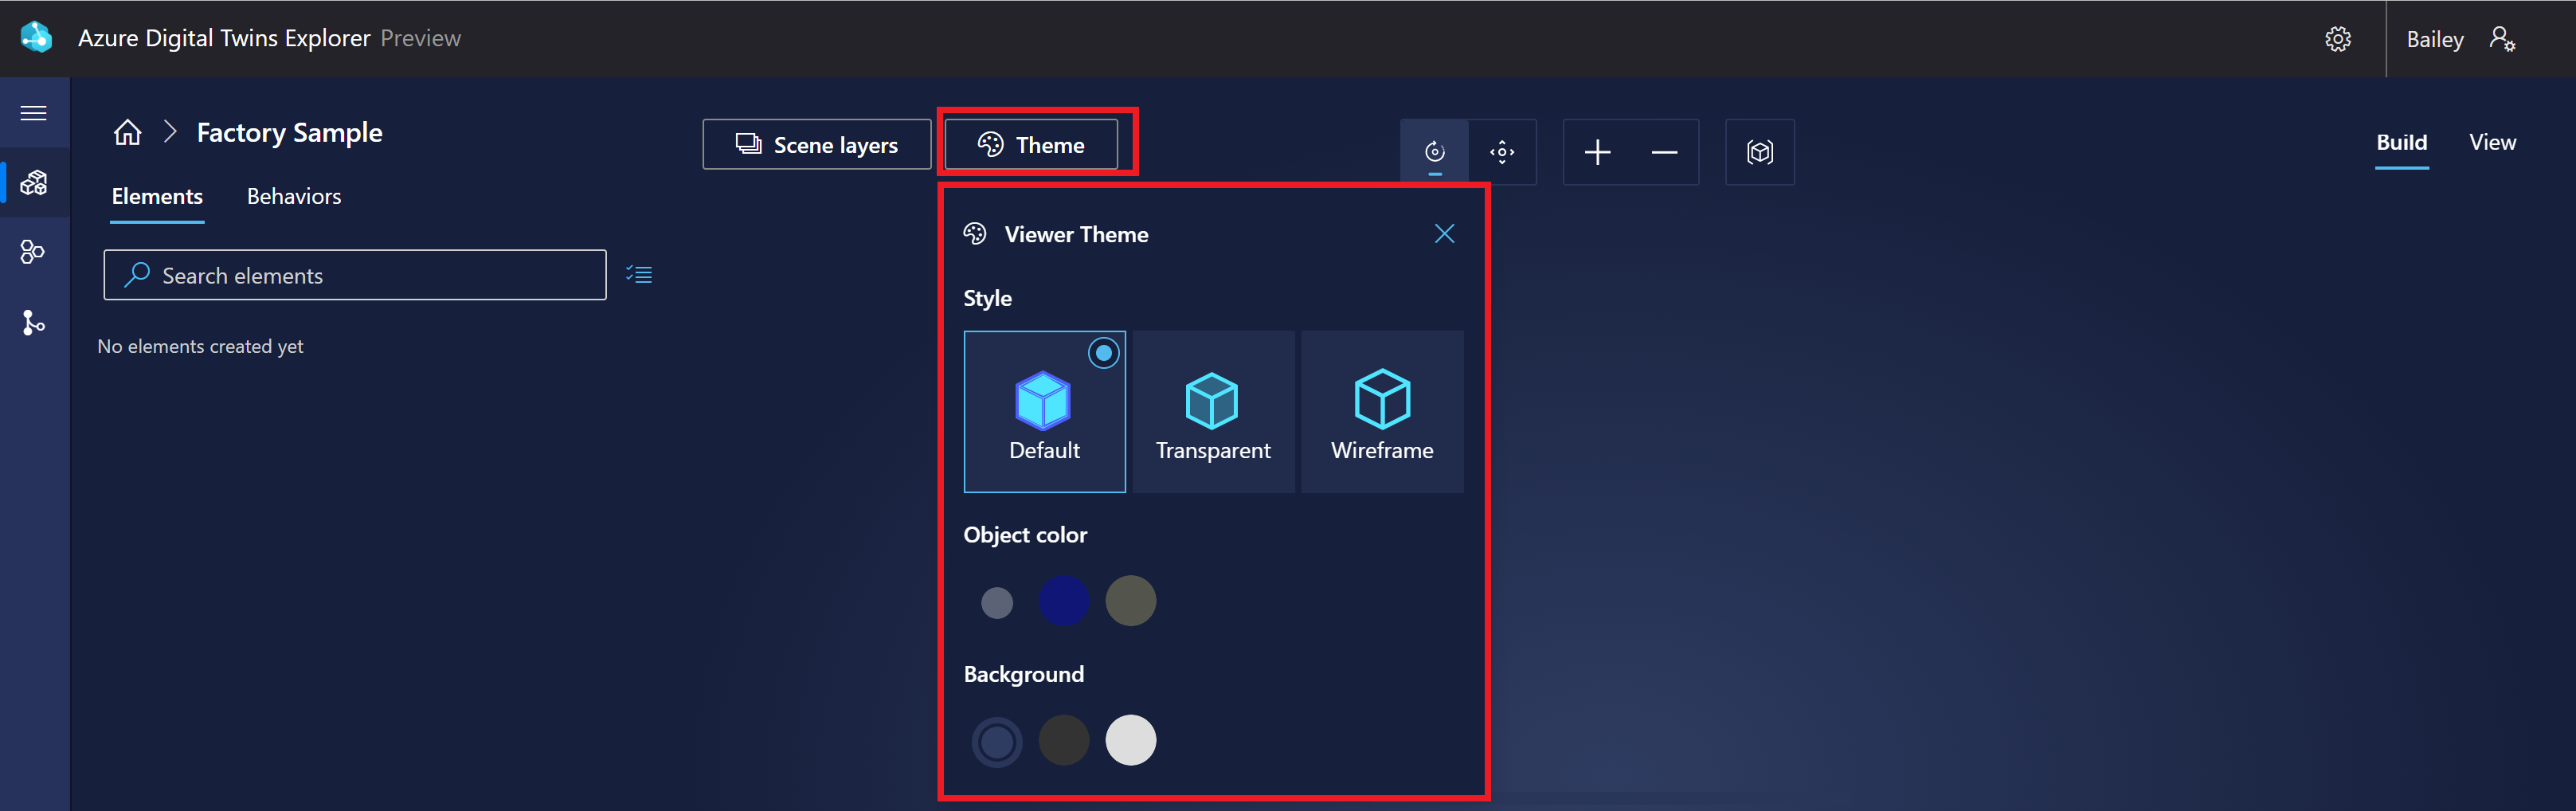 Azure Digital Twins Explorer Preview
Bailey
Factory Sample
Scene layers
Theme
Build
View
Elements
Behaviors
Search elements
No elements created yet
Viewer Theme
Style
Default
Transparent
Wireframe
Object color
Background